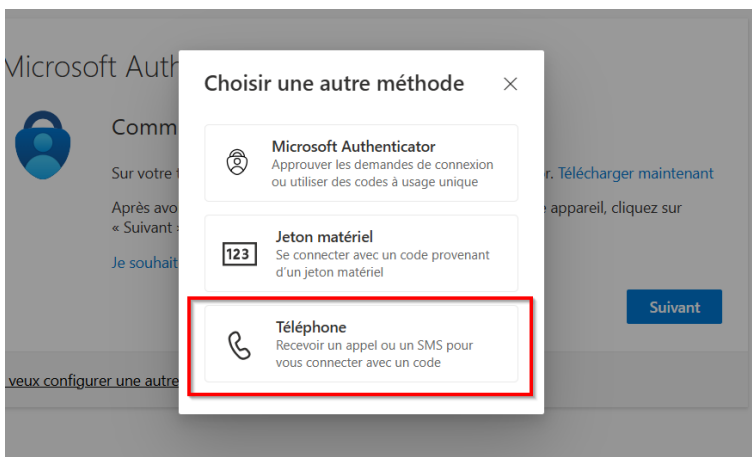 Microsoft Auth
Choisir une autre méthode
Comm
Microsoft Authenticator
Approuver les demandes de connexion
ou utiliser des codes à usage unique
Sur votre t
r. Télécharger maintenant
Après avo
appareil, cliquez sur
« Suivant »
Jeton matériel
123
Se connecter avec un code provenant
d'un jeton matériel
Je souhait
Suivant
Téléphone
Recevoir un appel ou un SMS pour
vous connecter avec un code
veux configurer une autre